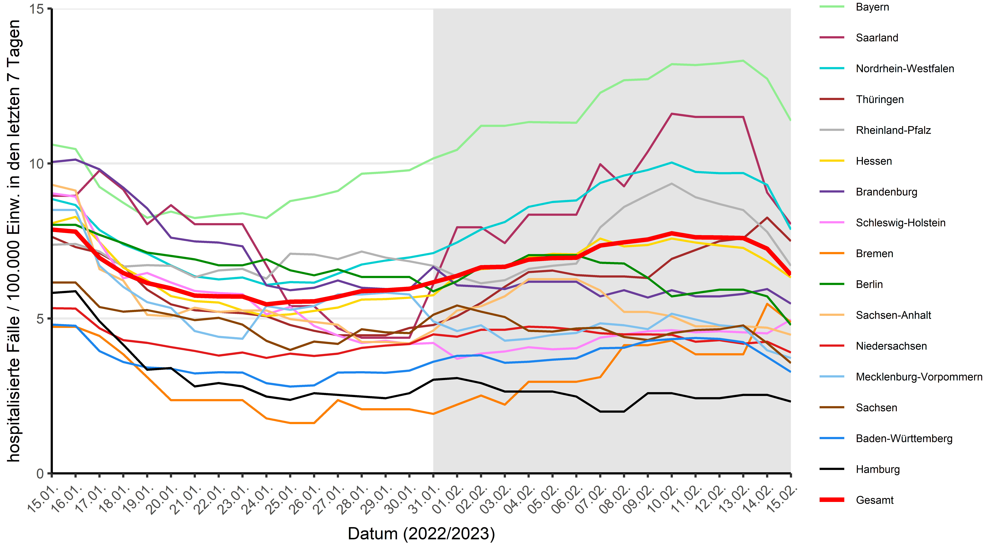 hospitalisierte Fälle / 100.000 Einw. in den letzten 7 Tagen
15
10
5
0
15.01.
16.01.
17.01.
18.01.
19.01.
20.01.
21.01.
22.01.
23.01.
24.01.
25.01.
26.01.
27.01.
28.01.
29.01.
30.01.
31.01.
01.02.
02.02.
03.02.
04.02.
05.02.
06.02.
07.02.
08.02.
09.02.
10.02.
11.02.
12.02.
13.02.
14.02.
15.02.
Datum (2022/2023)
Bayern
Saarland
Nordrhein-Westfalen
Thüringen
Rheinland-Pfalz
Hessen
Brandenburg
Schleswig-Holstein
Bremen
Berlin
Sachsen-Anhalt
Niedersachsen
Mecklenburg-Vorpommern
Sachsen
Baden-Württemberg
Hamburg
Gesamt